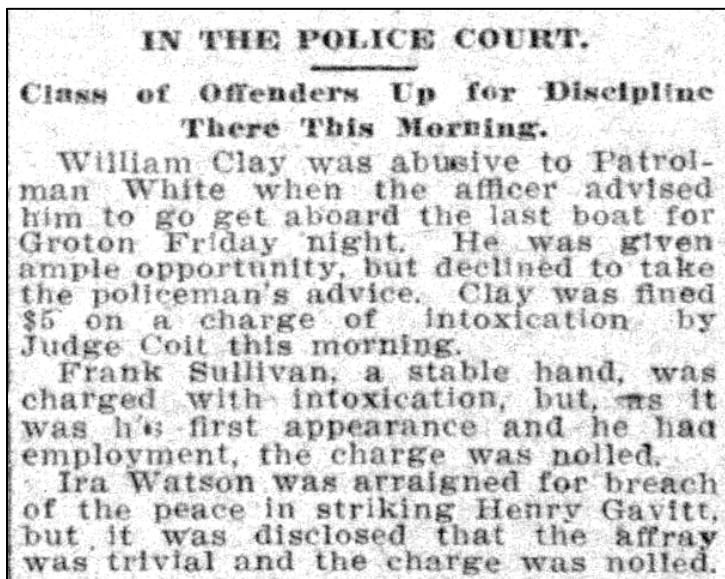 IN THE POLICE COURT.
Class of Offenders Up for Discipline
There This Morning.
William Clay was abusive to Patrol-
man White when the afficer advised
him to go get aboard the last boat for
Groton Friday night. He was given
ample opportunity, but declined to take
the policeman's advice. Clay was fined
$5 on a charge of intoxication by
Judge Coit this morning.
Frank Sullivan, a stable hand, was
charged with intoxication, but, as it
was his first appearance and he had
employment, the charge was nolled.
Ira Watson was arraigned for breach
of the peace in striking Henry Gavitt,
but it was disclosed that the affray
was trivial and the charge was nolled.